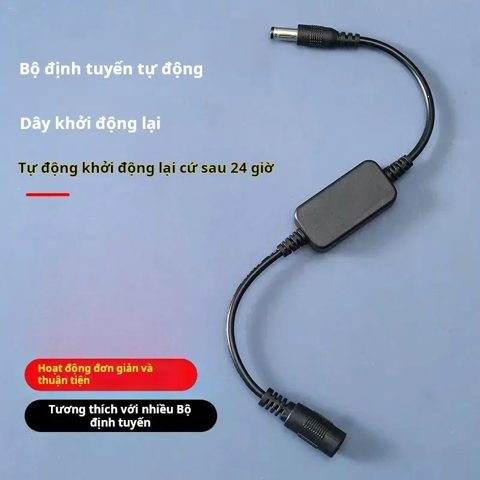 Bộ định tuyến tự động
Dây khởi động lại
Tự động khởi động lại cứ sau 24 giờ
Hoạt động đơn giản và
thuận tiện
Tương thích với nhiều Bộ
định tuyến